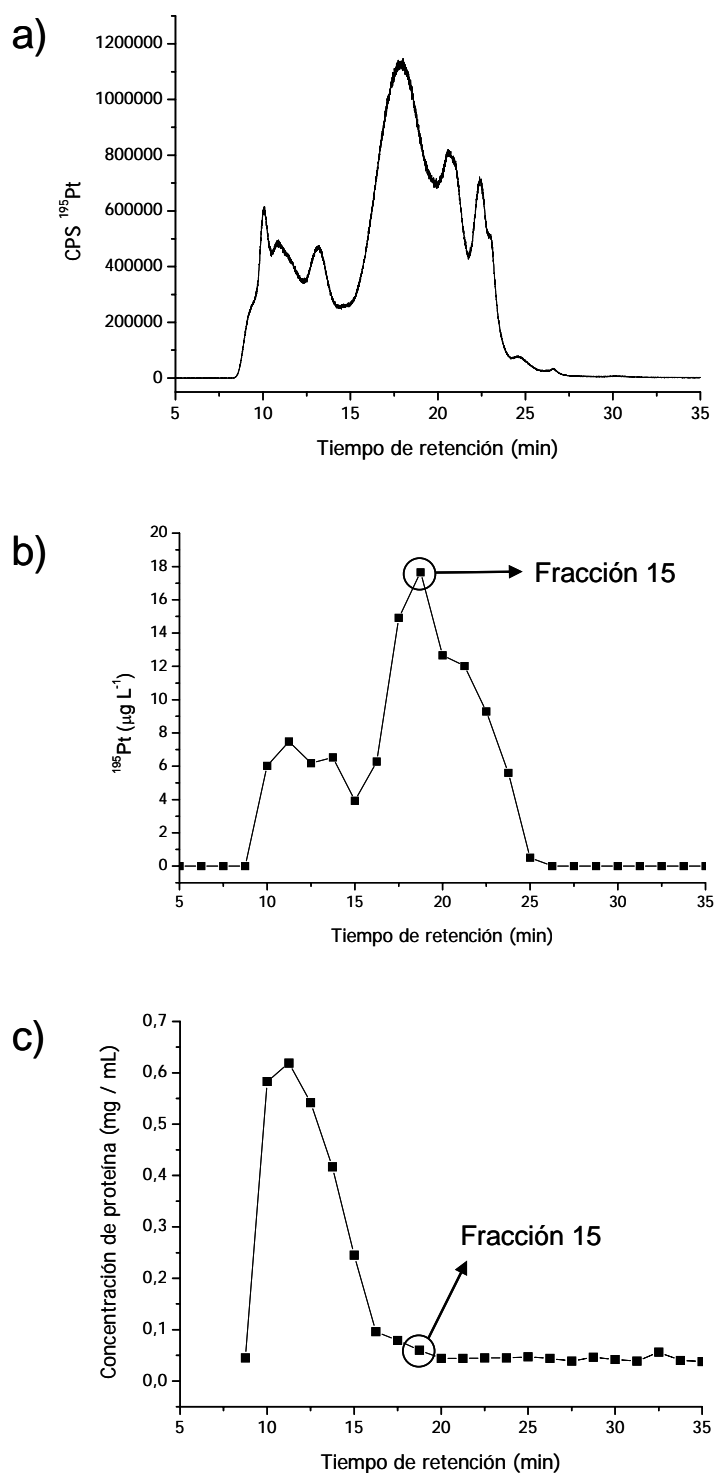 a)
1200000
1000000
800000
600000
400000
200000
0
CPS ¹⁹⁵Pt
5 10 15 20 25 30 35
Tiempo de retención (min)
b)
20
18
16
14
12
10
8
6
4
2
0
¹⁹⁵Pt (µg L⁻¹)
Fracción 15
5 10 15 20 25 30 35
Tiempo de retención (min)
c)
0,7
0,6
0,5
0,4
0,3
0,2
0,1
0,0
Concentración de proteína (mg / mL)
Fracción 15
5 10 15 20 25 30 35
Tiempo de retención (min)